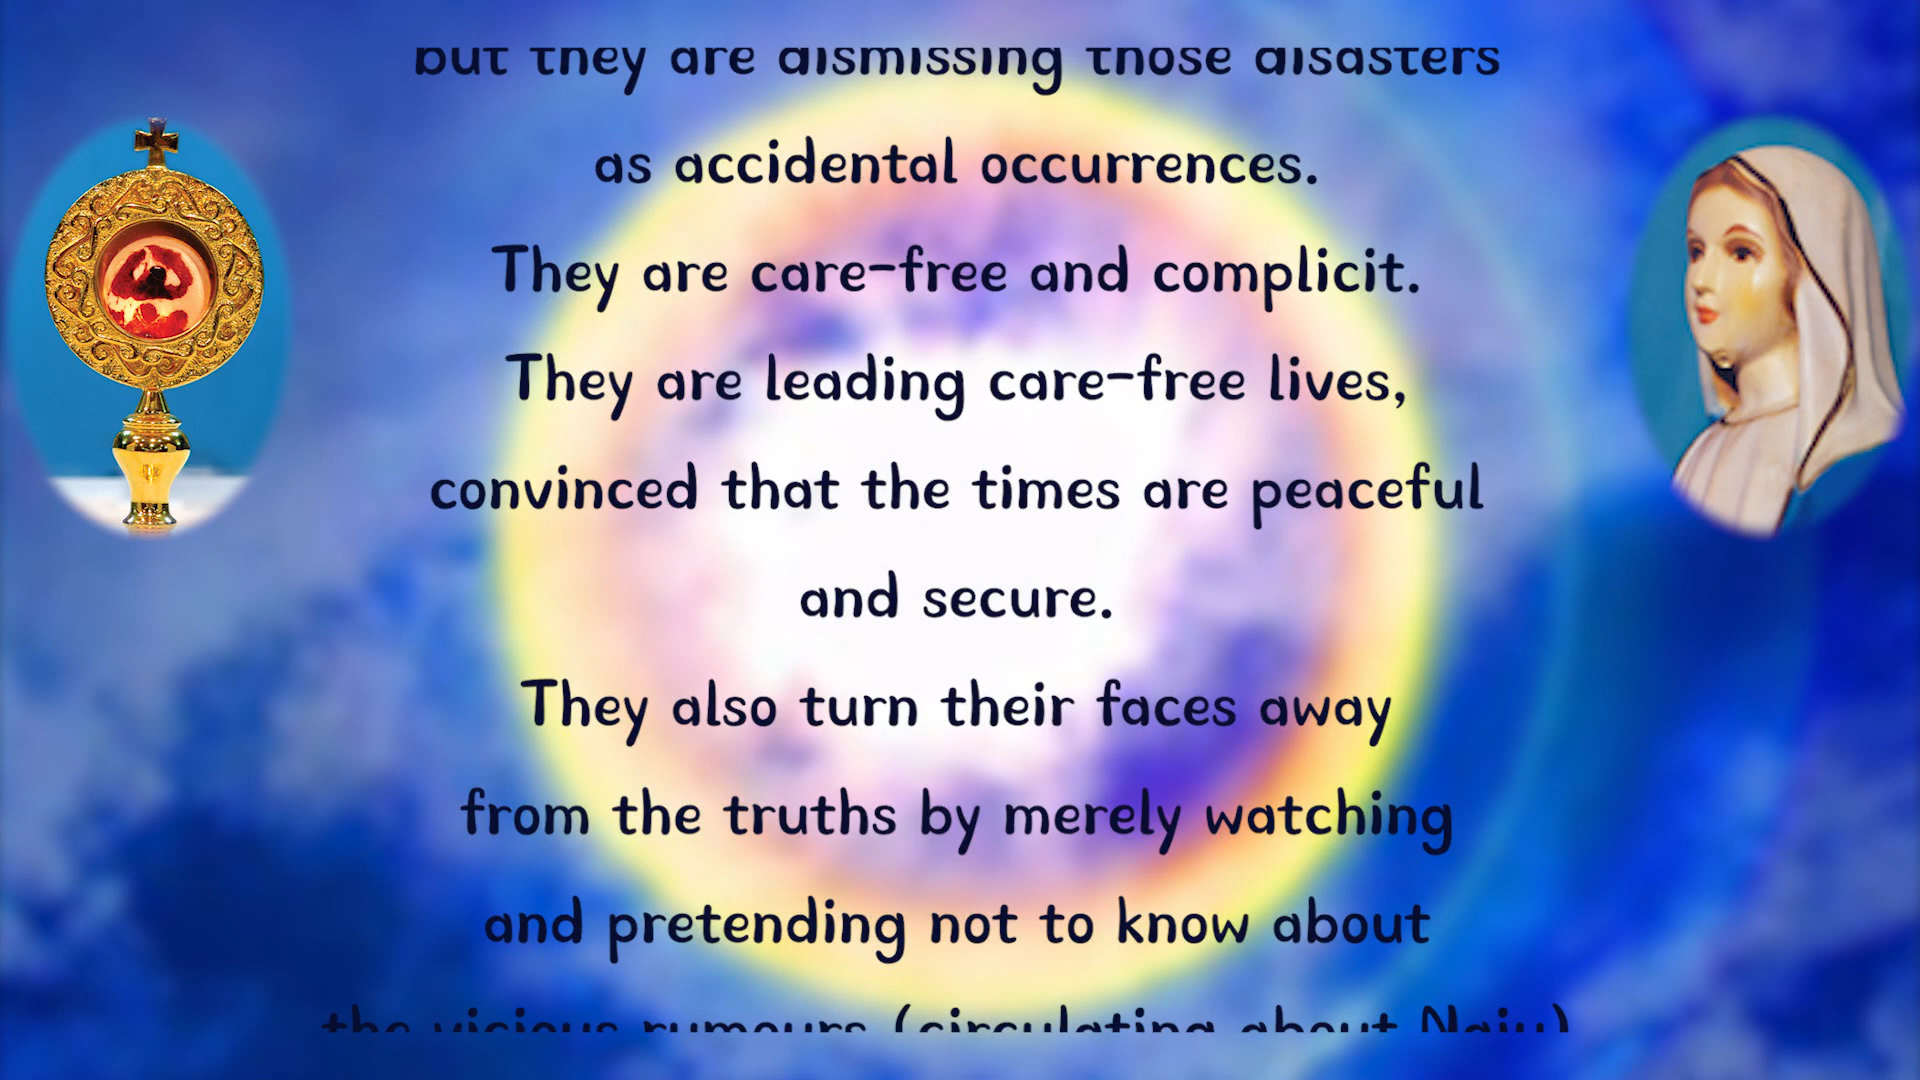 but they are dismissing those disasters
as accidental occurrences.
They are care-free and complicit.
They are leading care-free lives,
convinced that the times are peaceful
and secure.
They also turn their faces away
from the truths by merely watching
and pretending not to know about
the vicious rumours (circulating about Naju)